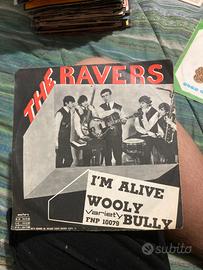 THE RAVERS
I'M ALIVE
WOOLY
BULLY
Variety
FNP 10079
subito